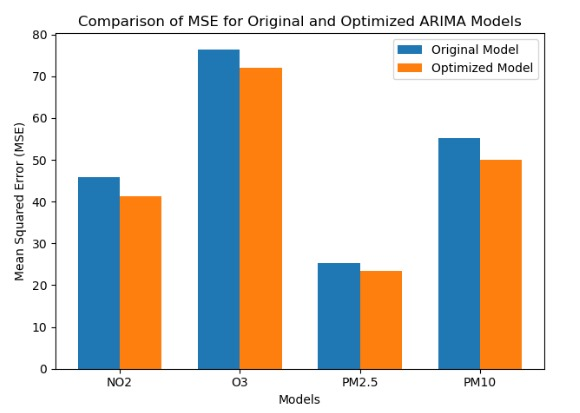 Comparison of MSE for Original and Optimized ARIMA Models
Original Model
Optimized Model
Mean Squared Error (MSE)
80
70
60
50
40
30
20
10
0
NO2 O3 PM2.5 PM10
Models